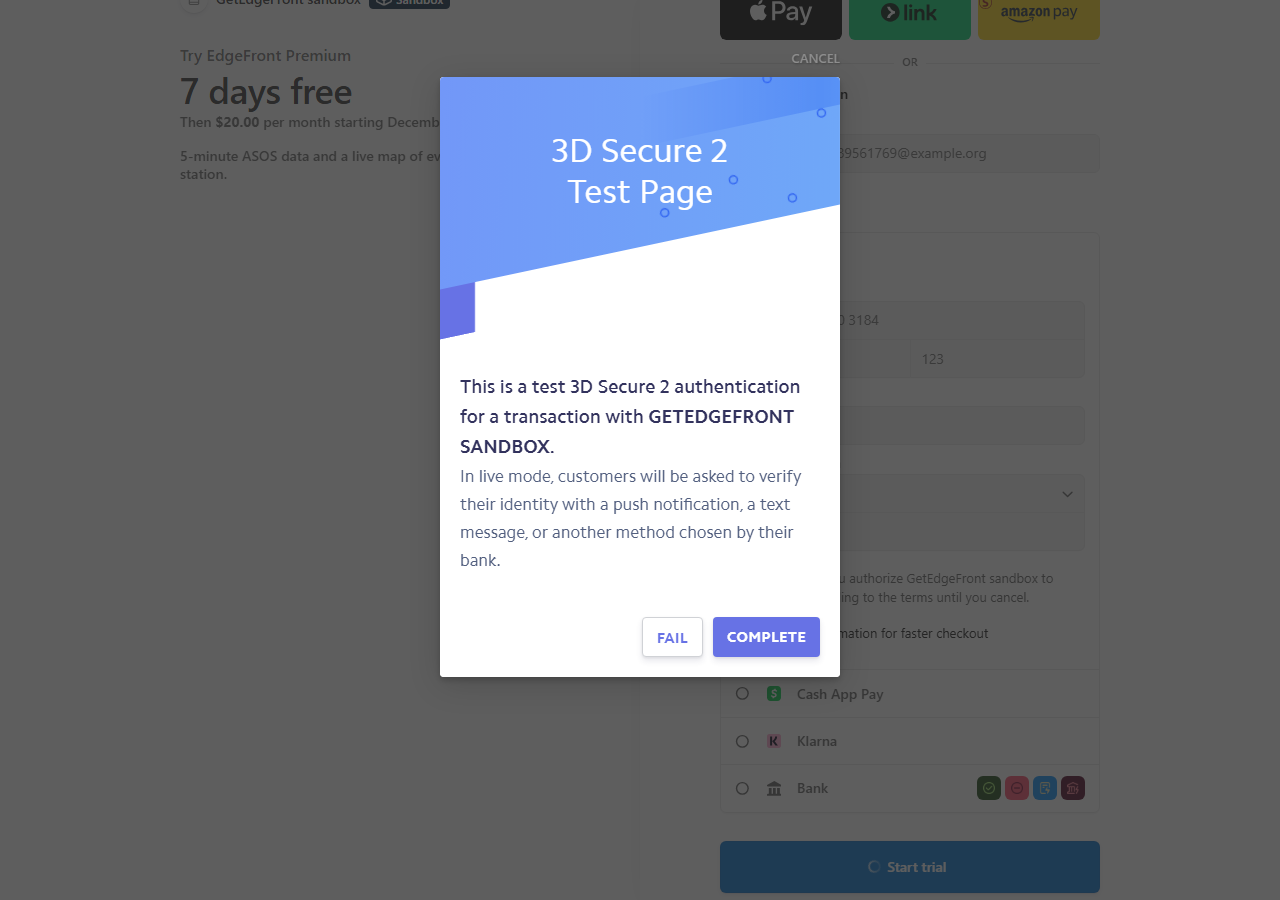 GetEdgeFront sandbox
Sandbox
Try EdgeFront Premium
7 days free
Then $20.00 per month starting Decemb
5-minute ASOS data and a live map of ev
station.
Pay
link
amazon pay
CANCEL
OR
n
39561769@example.org
3D Secure 2
Test Page
0 3184
123
This is a test 3D Secure 2 authentication
for a transaction with GETEDGEFRONT
SANDBOX.
In live mode, customers will be asked to verify
their identity with a push notification, a text
message, or another method chosen by their
bank.
FAIL
COMPLETE
u authorize GetEdgeFront sandbox to
ing to the terms until you cancel.
mation for faster checkout
Cash App Pay
Klarna
Bank
Start trial